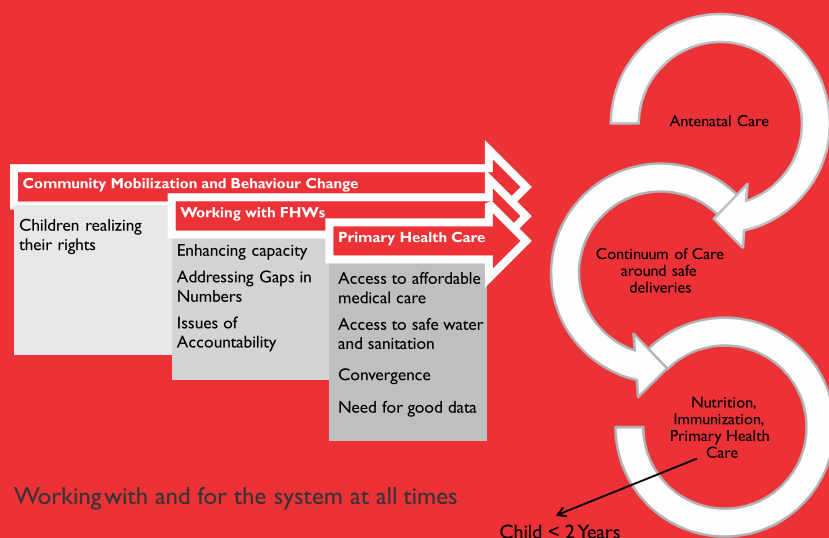 Community Mobilization and Behaviour Change
Children realizing
their rights
Working with FHWs
Enhancing capacity
Addressing Gaps in
Numbers
Issues of
Accountability
Primary Health Care
Access to affordable
medical care
Access to safe water
and sanitation
Convergence
Need for good data
Working with and for the system at all times
Antenatal Care
Continuum of Care
around safe
deliveries
Nutrition,
Immunization,
Primary Health
Care
Child < 2 Years